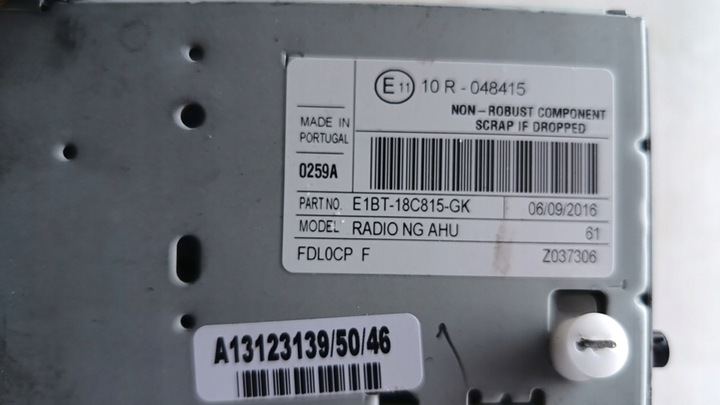 E11 10 R - 048415
NON - ROBUST COMPONENT
SCRAP IF DROPPED
MADE IN
PORTUGAL
0259A
PART NO. E1BT-18C815-GK 06/09/2016
MODEL RADIO NG AHU 61
FDL0CP F Z037306
A13123139/50/46